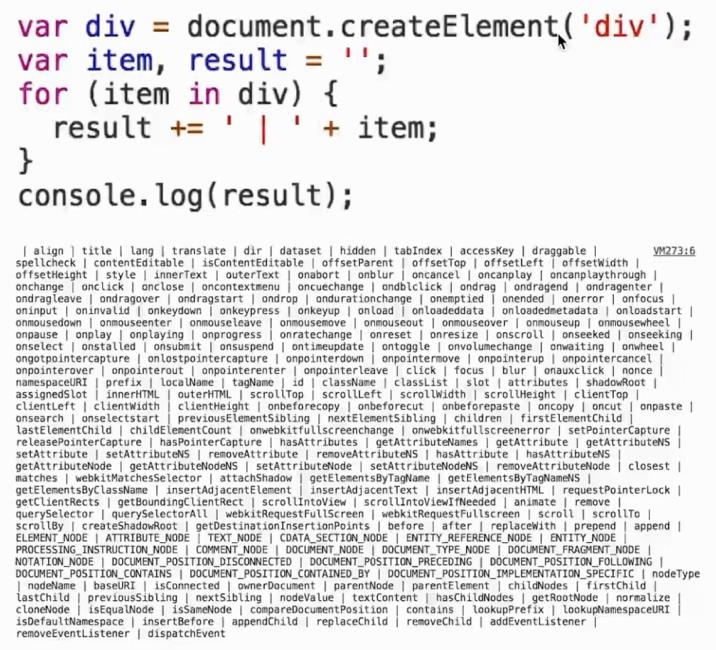 var div = document.createElement('div');
var item, result = '';
for (item in div) {
  result += ' | ' + item;
}
console.log(result);
| align | title | lang | translate | dir | dataset | hidden | tabIndex | accessKey | draggable | VM273:6
spellcheck | contentEditable | isContentEditable | offsetParent | offsetTop | offsetLeft | offsetWidth |
offsetHeight | style | innerText | outerText | onabort | onblur | oncancel | oncanplay | oncanplaythrough |
onchange | onclick | onclose | oncontextmenu | oncuechange | ondblclick | ondrag | ondragend | ondragenter |
ondragleave | ondragover | ondragstart | ondrop | ondurationchange | onemptied | onended | onerror | onfocus |
oninput | oninvalid | onkeydown | onkeypress | onkeyup | onload | onloadeddata | onloadedmetadata | onloadstart |
onmousedown | onmouseenter | onmouseleave | onmousemove | onmouseout | onmouseover | onmouseup | onmousewheel |
onpause | onplay | onplaying | onprogress | onratechange | onreset | onresize | onscroll | onseeked | onseeking |
onselect | onstalled | onsubmit | onsuspend | ontimeupdate | ontoggle | onvolumechange | onwaiting | onwheel |
ongotpointercapture | onlostpointercapture | onpointerdown | onpointermove | onpointerup | onpointercancel |
onpointerover | onpointerout | onpointerenter | onpointerleave | click | focus | blur | onauxclick | nonce |
namespaceURI | prefix | localName | tagName | id | className | classList | slot | attributes | shadowRoot |
assignedSlot | innerHTML | outerHTML | scrollTop | scrollLeft | scrollWidth | scrollHeight | clientTop |
clientLeft | clientWidth | clientHeight | onbeforecopy | onbeforecut | onbeforepaste | oncopy | oncut | onpaste |
onsearch | onselectstart | previousElementSibling | nextElementSibling | children | firstElementChild |
lastElementChild | childElementCount | onwebkitfullscreenchange | onwebkitfullscreenerror | setPointerCapture |
releasePointerCapture | hasPointerCapture | hasAttributes | getAttributeNames | getAttribute | getAttributeNS |
setAttribute | setAttributeNS | removeAttribute | removeAttributeNS | hasAttribute | hasAttributeNS |
getAttributeNode | getAttributeNodeNS | setAttributeNode | setAttributeNodeNS | removeAttributeNode | closest |
matches | webkitMatchesSelector | attachShadow | getElementsByTagName | getElementsByTagNameNS |
getElementsByClassName | insertAdjacentElement | insertAdjacentText | insertAdjacentHTML | requestPointerLock |
getClientRects | getBoundingClientRect | scrollIntoView | scrollIntoViewIfNeeded | animate | remove |
querySelector | querySelectorAll | webkitRequestFullScreen | webkitRequestFullscreen | scroll | scrollTo |
scrollBy | createShadowRoot | getDestinationInsertionPoints | before | after | replaceWith | prepend | append |
ELEMENT_NODE | ATTRIBUTE_NODE | TEXT_NODE | CDATA_SECTION_NODE | ENTITY_REFERENCE_NODE | ENTITY_NODE |
PROCESSING_INSTRUCTION_NODE | COMMENT_NODE | DOCUMENT_NODE | DOCUMENT_TYPE_NODE | DOCUMENT_FRAGMENT_NODE |
NOTATION_NODE | DOCUMENT_POSITION_DISCONNECTED | DOCUMENT_POSITION_PRECEDING | DOCUMENT_POSITION_FOLLOWING |
DOCUMENT_POSITION_CONTAINS | DOCUMENT_POSITION_CONTAINED_BY | DOCUMENT_POSITION_IMPLEMENTATION_SPECIFIC | nodeType
| nodeName | baseURI | isConnected | ownerDocument | parentNode | parentElement | childNodes | firstChild |
lastChild | previousSibling | nextSibling | nodeValue | textContent | hasChildNodes | getRootNode | normalize |
cloneNode | isEqualNode | isSameNode | compareDocumentPosition | contains | lookupPrefix | lookupNamespaceURI |
isDefaultNamespace | insertBefore | appendChild | replaceChild | removeChild | addEventListener |
removeEventListener | dispatchEvent